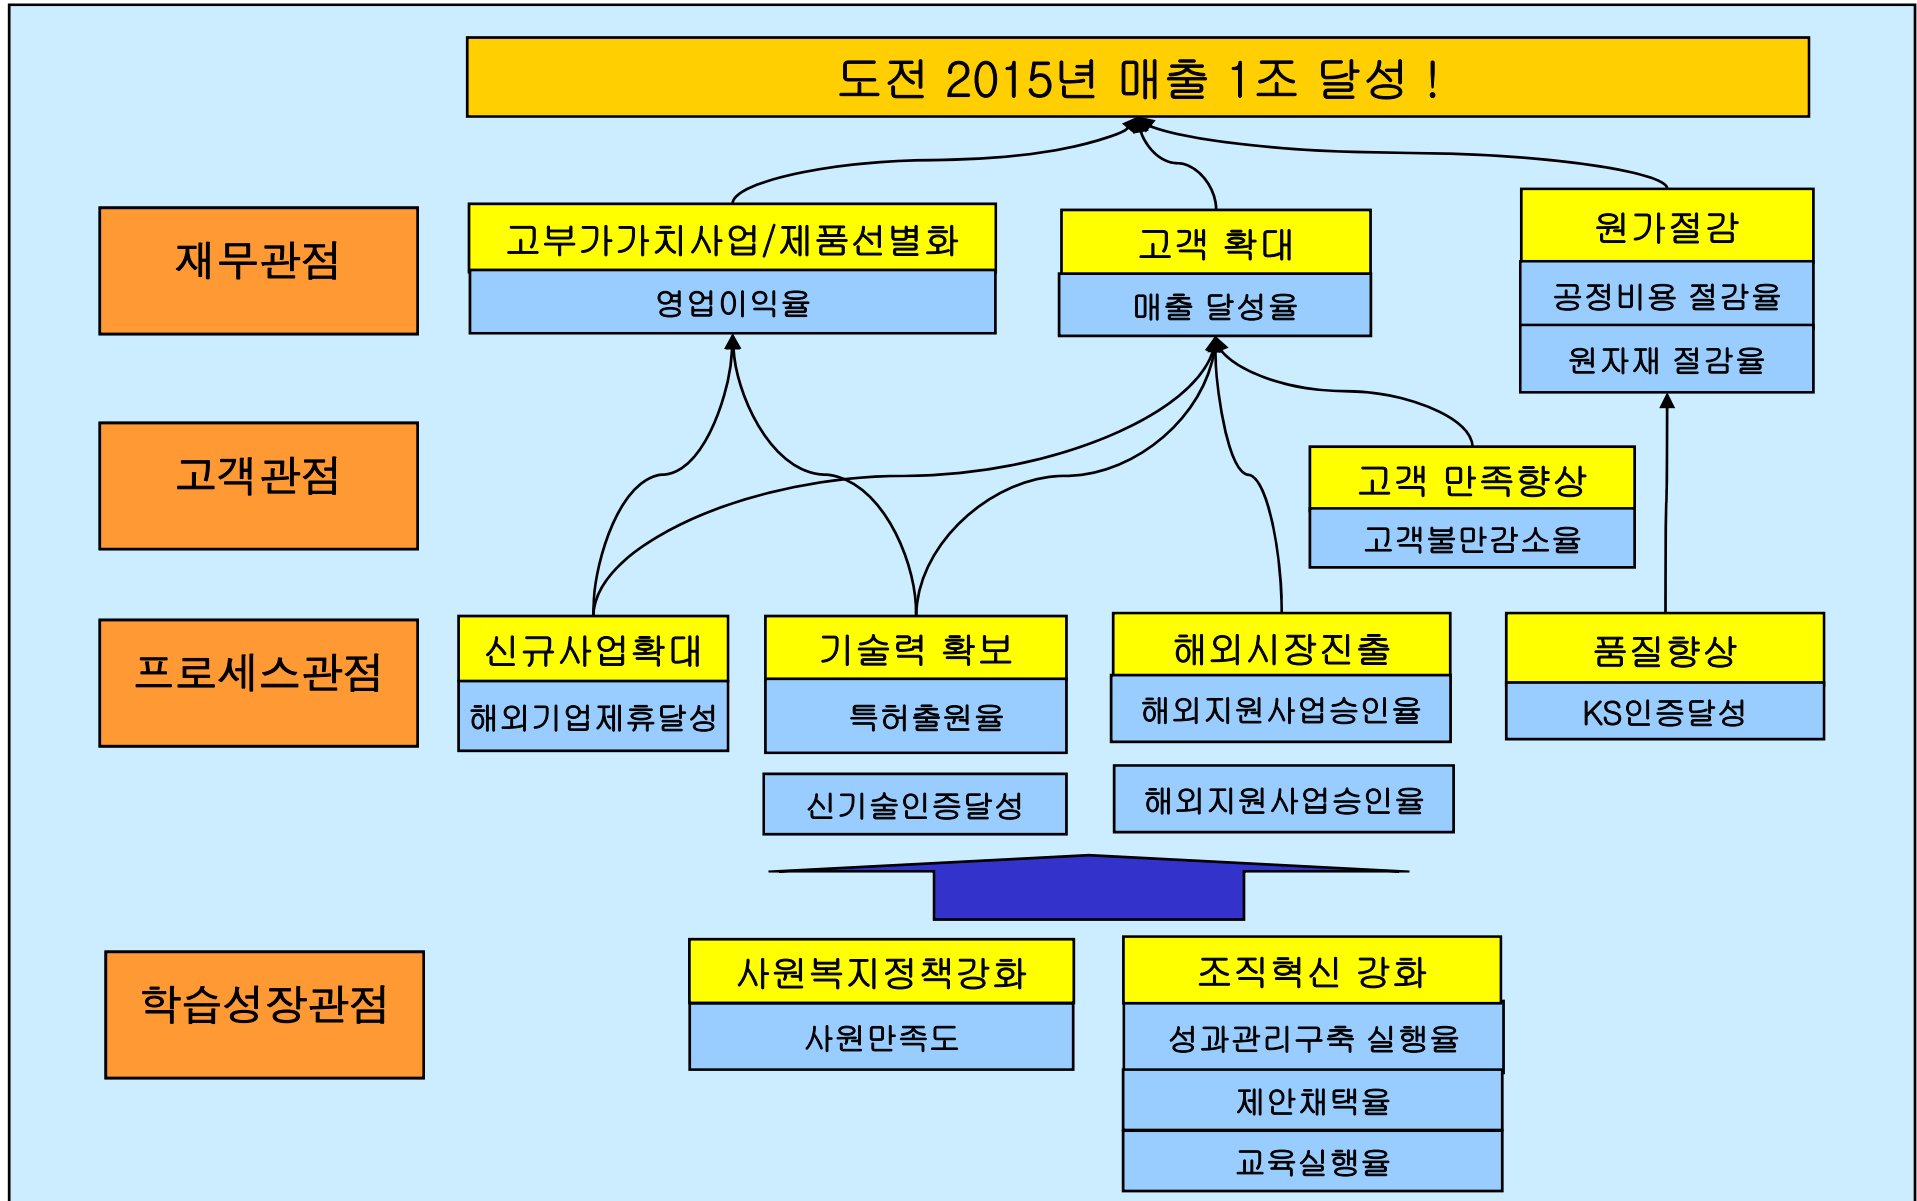 도전 2015년 매출 1조 달성 !
재무관점
고부가가치사업/제품선별화
영업이익율
고객 확대
매출 달성율
원가절감
공정비용 절감율
원자재 절감율
고객관점
고객 만족향상
고객불만감소율
프로세스관점
신규사업확대
해외기업제휴달성
기술력 확보
특허출원율
신기술인증달성
해외시장진출
해외지원사업승인율
해외지원사업승인율
품질향상
KS인증달성
학습성장관점
사원복지정책강화
사원만족도
조직혁신 강화
성과관리구축 실행율
제안채택율
교육실행율